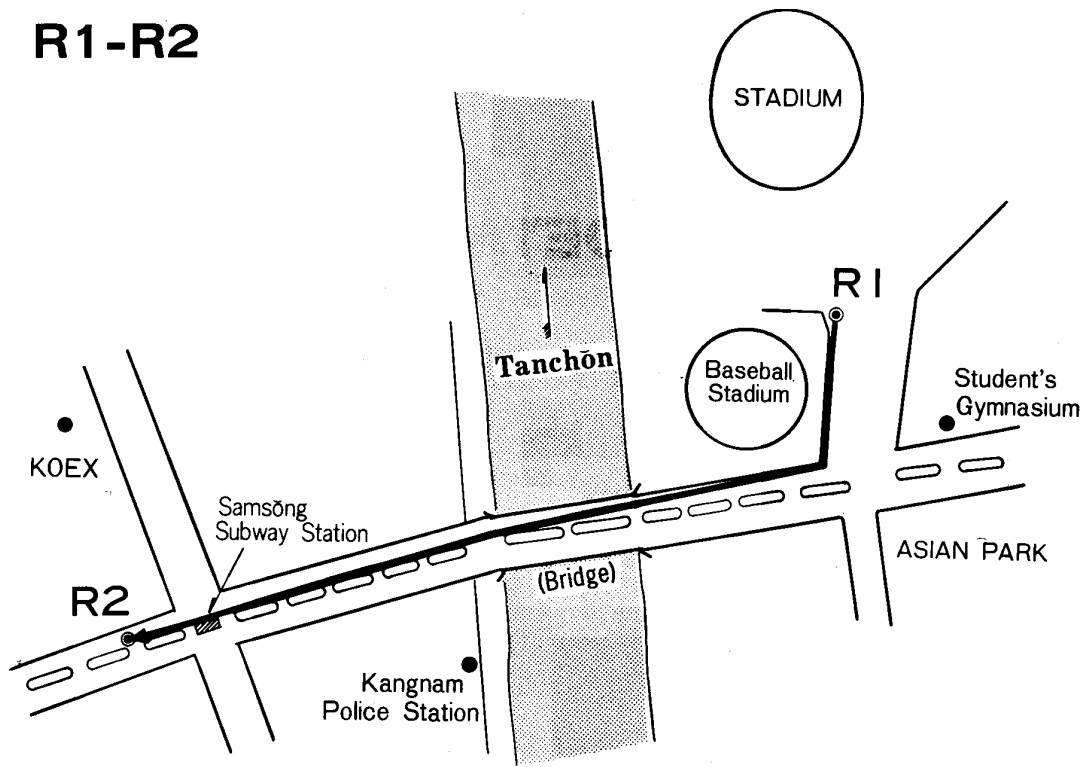 R1-R2
STADIUM
R1
Tanchŏn
Baseball
Stadium
Student's
Gymnasium
KOEX
Samsŏng
Subway Station
ASIAN PARK
(Bridge)
R2
Kangnam
Police Station